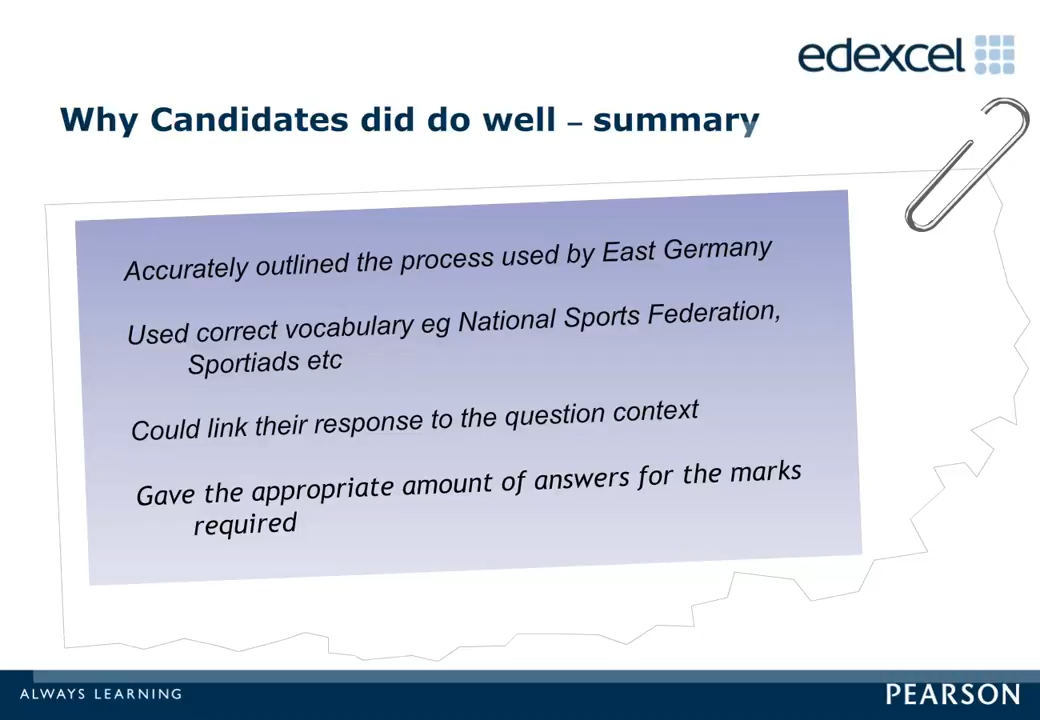 edexcel
Why Candidates did do well – summary
Accurately outlined the process used by East Germany
Used correct vocabulary eg National Sports Federation,
Sportiads etc
Could link their response to the question context
Gave the appropriate amount of answers for the marks
required
ALWAYS LEARNING
PEARSON